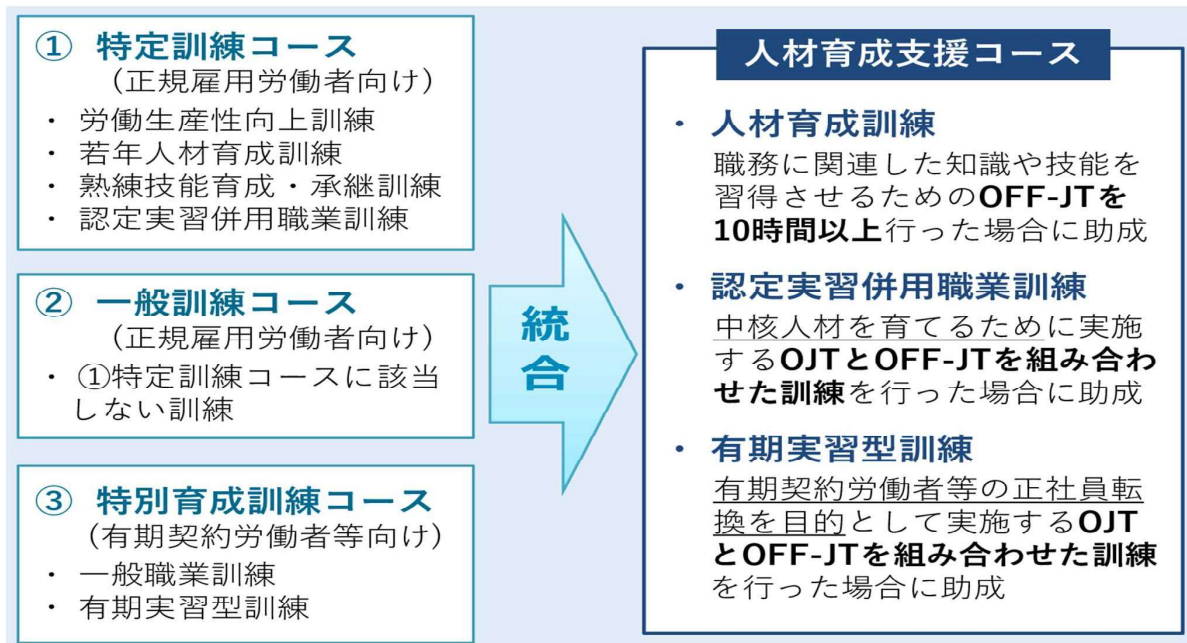 ① 特定訓練コース
(正規雇用労働者向け)
・ 労働生産性向上訓練
・ 若年人材育成訓練
・ 熟練技能育成・承継訓練
・ 認定実習併用職業訓練
② 一般訓練コース
(正規雇用労働者向け)
・ ①特定訓練コースに該当
しない訓練
③ 特別育成訓練コース
(有期契約労働者等向け)
・ 一般職業訓練
・ 有期実習型訓練
統
合
人材育成支援コース
・ 人材育成訓練
職務に関連した知識や技能を
習得させるためのOFF-JTを
10時間以上行った場合に助成
・ 認定実習併用職業訓練
中核人材を育てるために実施
するOJTとOFF-JTを組み合わ
せた訓練を行った場合に助成
・ 有期実習型訓練
有期契約労働者等の正社員転
換を目的として実施するOJT
とOFF-JTを組み合わせた訓練
を行った場合に助成